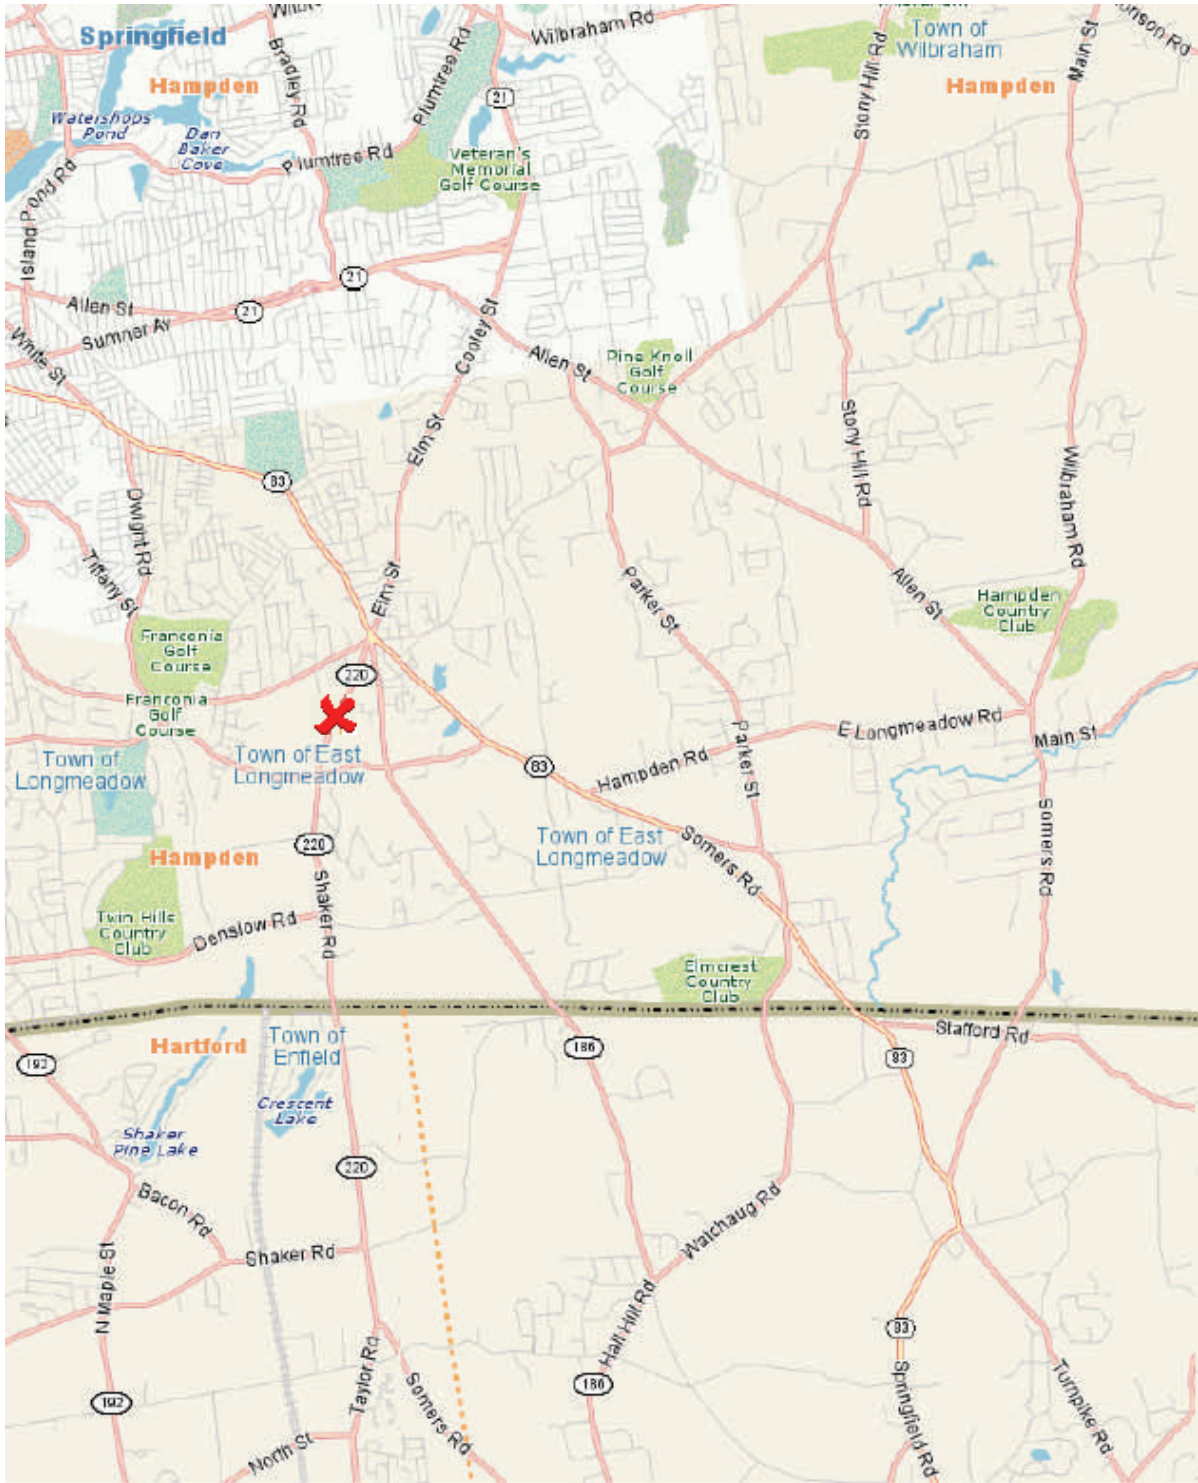 Wilbraham Rd
Springfield
Hampden
Bradley Rd
Plumtree Rd
21
Stony Hill Rd
Town of
Wilbraham
Hampden
Main St
Watershops
Pond
Dan
Baker
Cove
Plumtree Rd
Veteran's
Memorial
Golf Course
Island Pond Rd
21
21
Allen St
Sumner Av
White St
Cooley St
Allen St
Pine Knoll
Golf
Course
Elm St
Stony Hill Rd
Wilbraham Rd
83
Dwight Rd
Tiffany St
Elm St
Parker St
Allen St
Hampden
Country
Club
Franconia
Golf
Course
220
Franconia
Golf
Course
E Longmeadow Rd
Main St
Parker St
Town of
Longmeadow
Town of East
Longmeadow
83
Hampden Rd
Somers Rd
220
Hampden
Town of East
Longmeadow
Somers Rd
Shaker Rd
Twin Hills
Country
Club
Denslow Rd
Elmcrest
Country
Club
192
Hartford
Town of
Enfield
186
Stafford Rd
83
Crescent
Lake
Shaker
Pine Lake
220
Bacon Rd
Shaker Rd
Watchaug Rd
N Maple St
Hall Hill Rd
83
186
192
Taylor Rd
Somers Rd
Springfield Rd
Turnpike Rd
North St